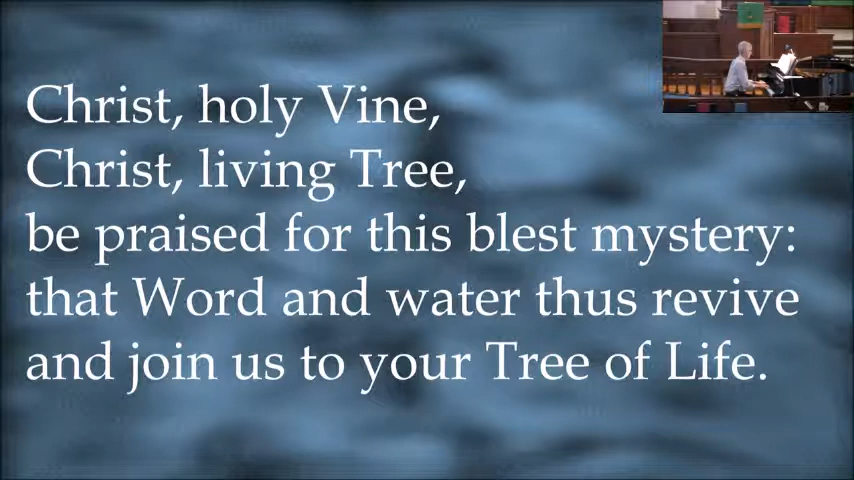 Christ, holy Vine,
Christ, living Tree,
be praised for this blest mystery:
that Word and water thus revive
and join us to your Tree of Life.